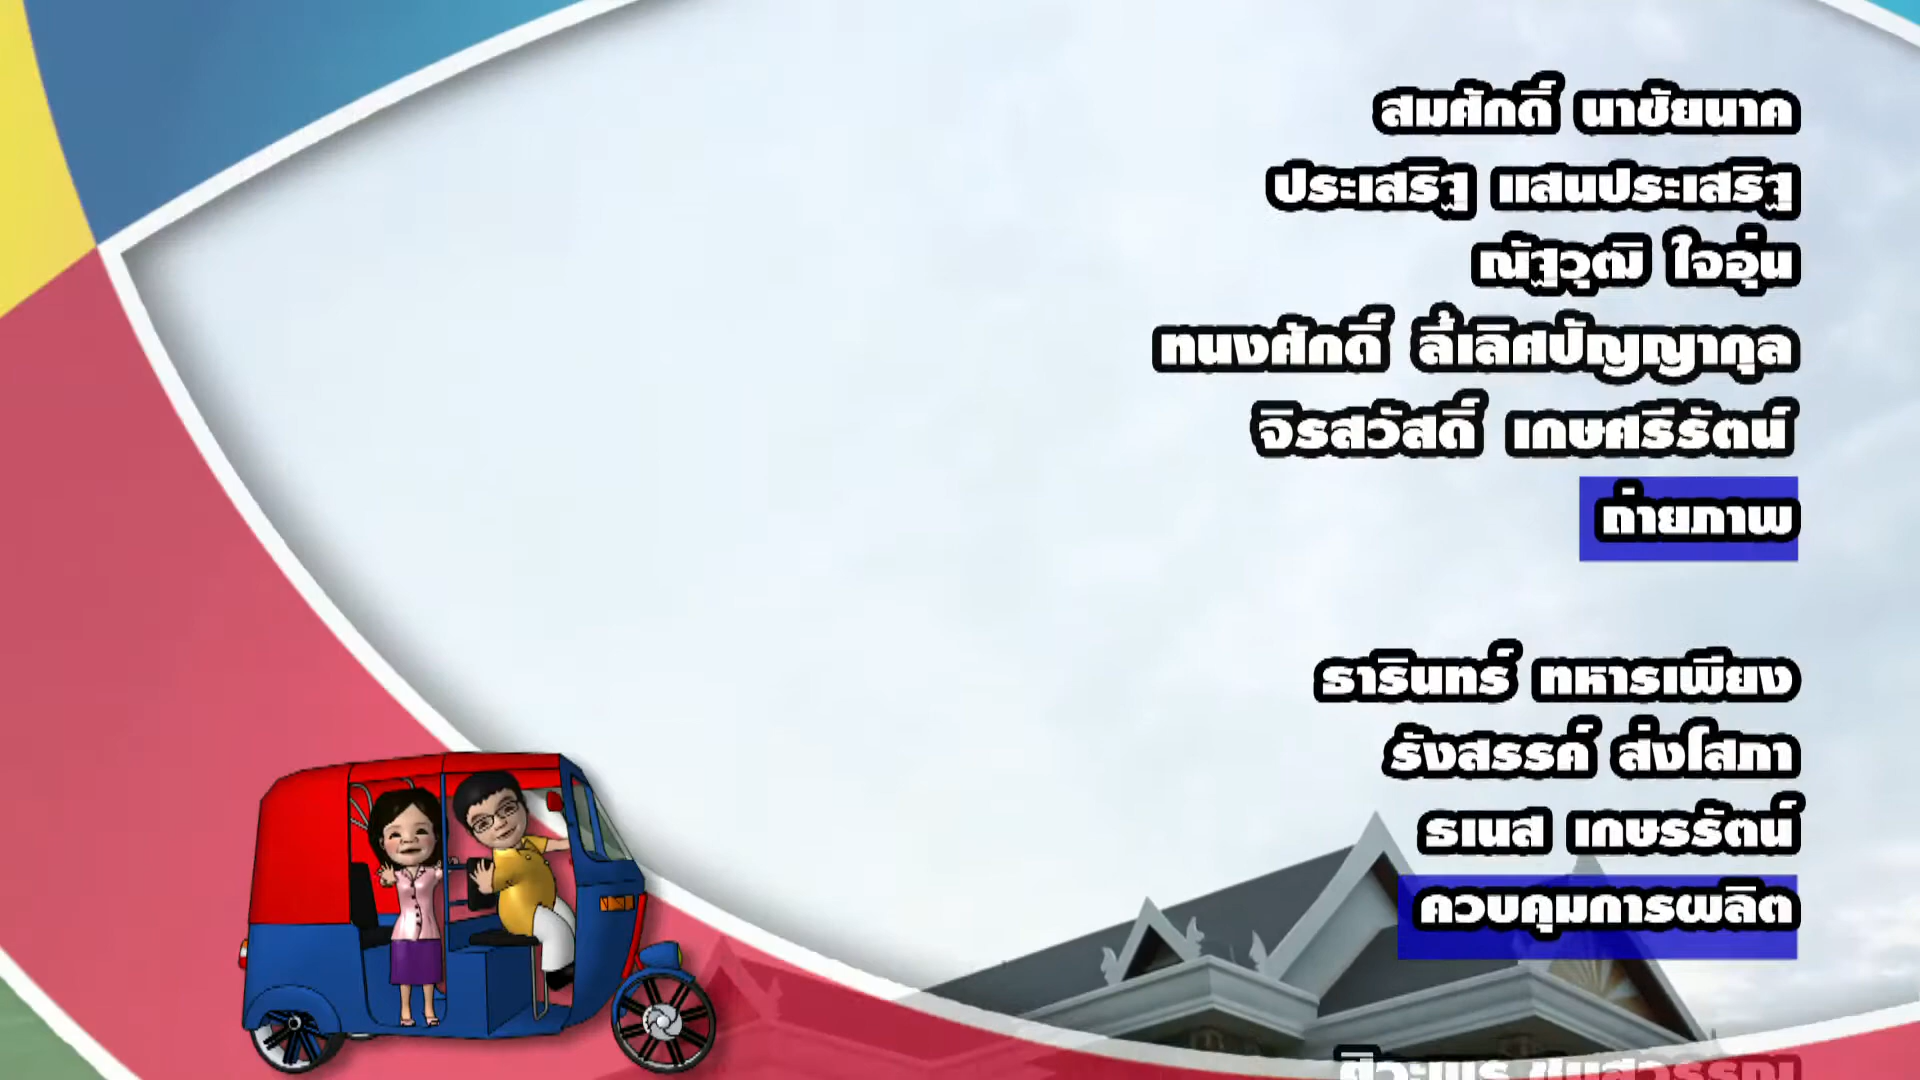 สมศักดิ์ นาชัยนาค
ประเสริฐ แสนประเสริฐ
ณัฐวุฒิ ใจอุ่น
ทนงศักดิ์ ลี้เลิศปัญญากุล
จิรสวัสดิ์ เกษศรีรัตน์
ถ่ายภาพ
ธารินทร์ ทหารเพียง
รังสรรค์ ส่งโสภา
ธเนส เกษรรัตน์
ควบคุมการผลิต